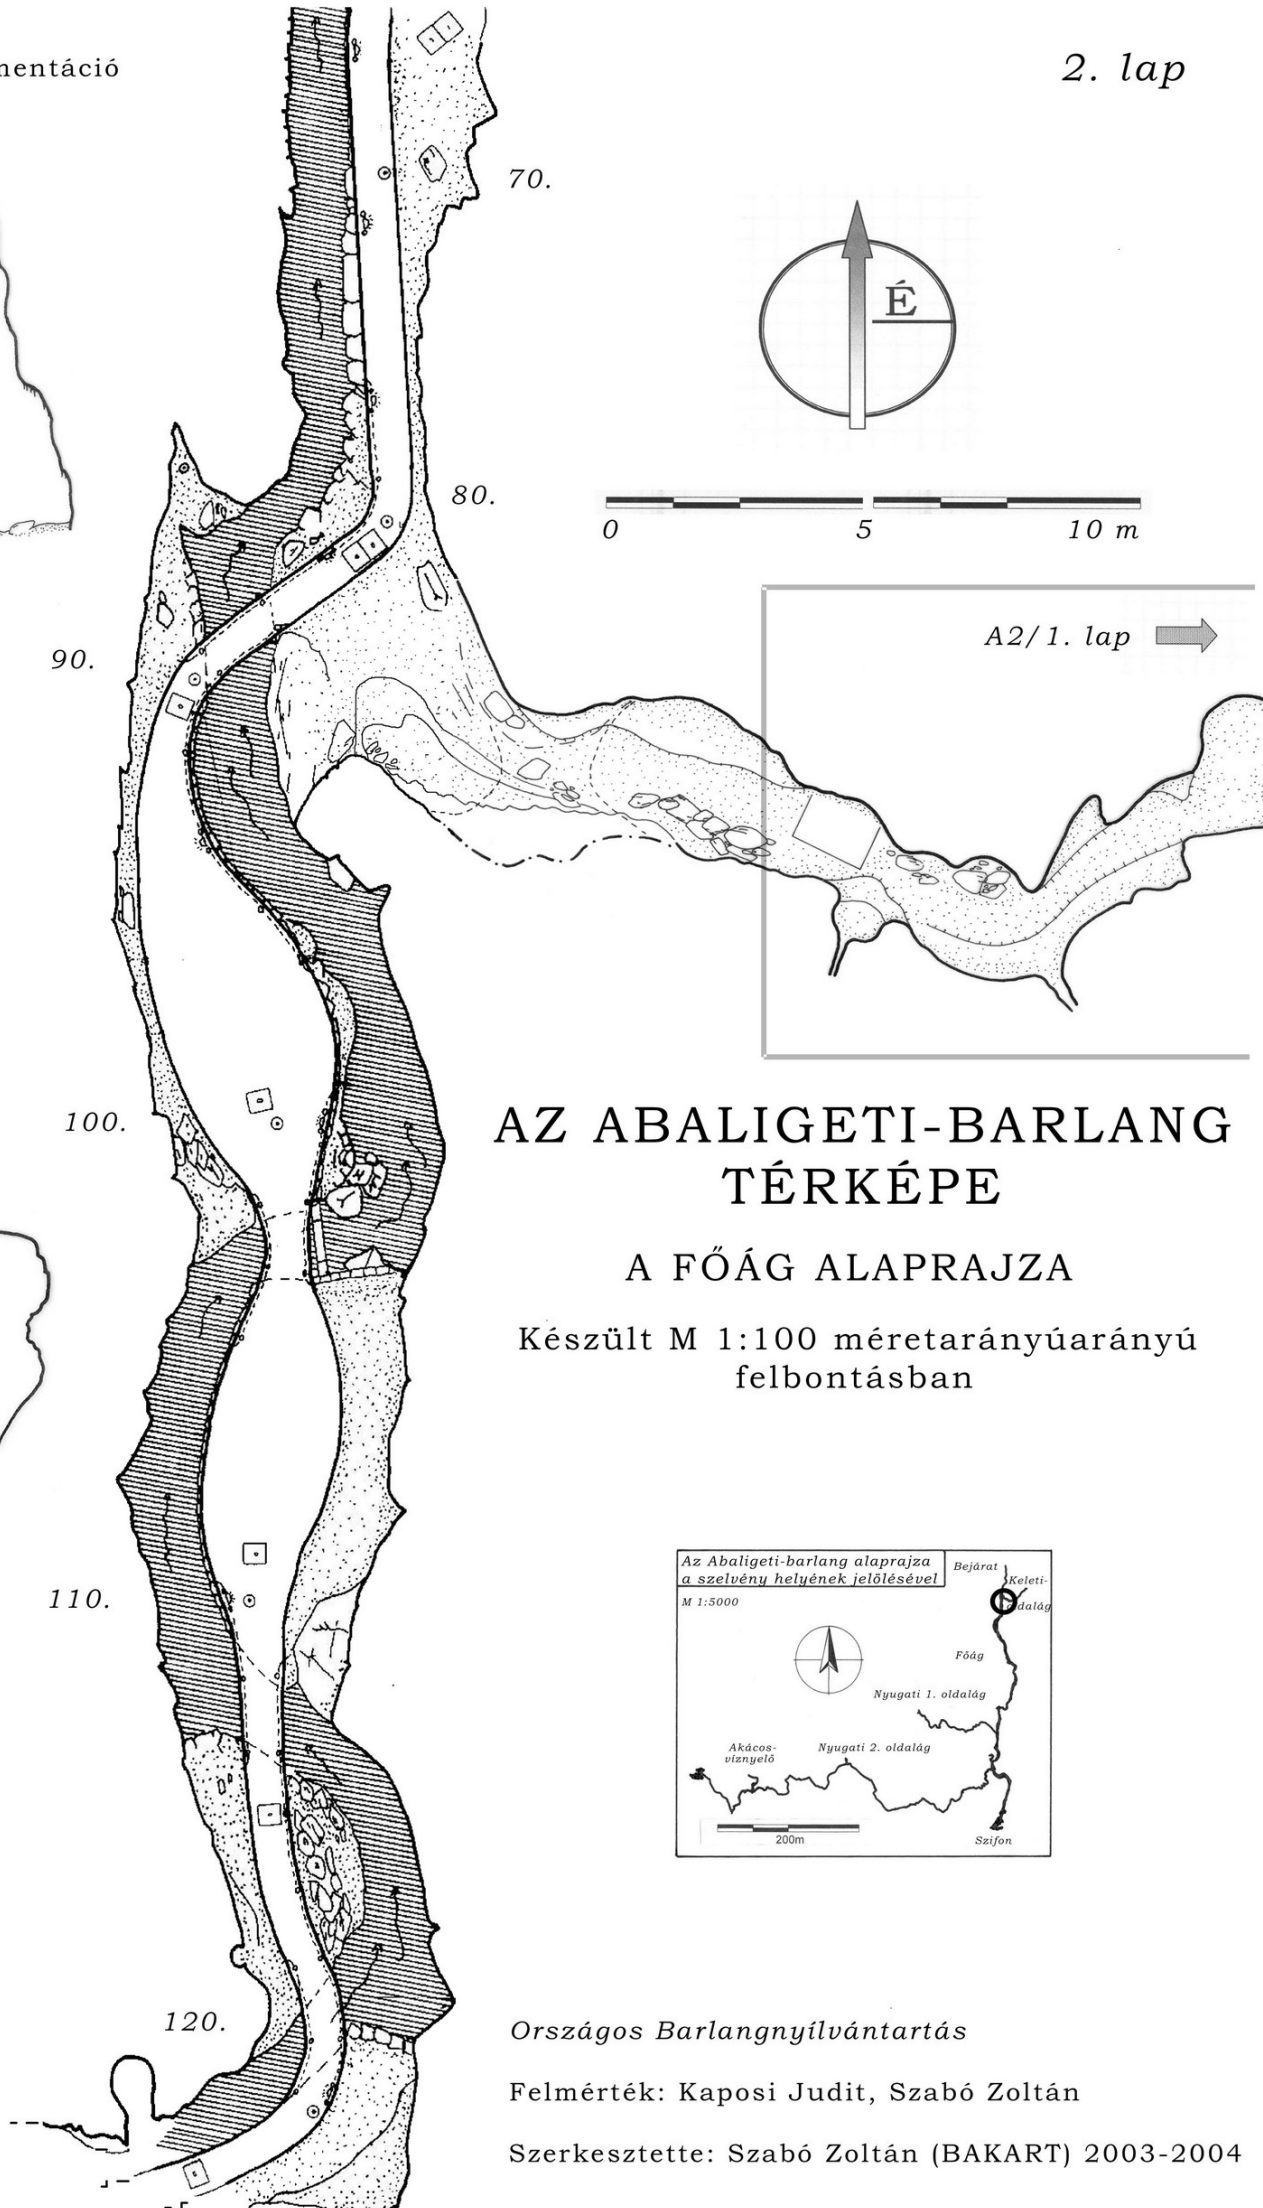 nentáció
2. lap
70.
É
80.
0 5 10 m
90.
A2/1. lap
100.
AZ ABALIGETI-BARLANG
TÉRKÉPE
A FŐÁG ALAPRAJZA
Készült M 1:100 méretarányúarányú
felbontásban
110.
Az Abaligeti-barlang alaprajza
a szelvény helyének jelölésével
M 1:5000
Bejárat
Keleti-
oldalág
Főág
Nyugati 1. oldalág
Akácos-
víznyelő
Nyugati 2. oldalág
200m
Szifon
120.
Országos Barlangnyílvántartás
Felmérték: Kaposi Judit, Szabó Zoltán
Szerkesztette: Szabó Zoltán (BAKART) 2003-2004